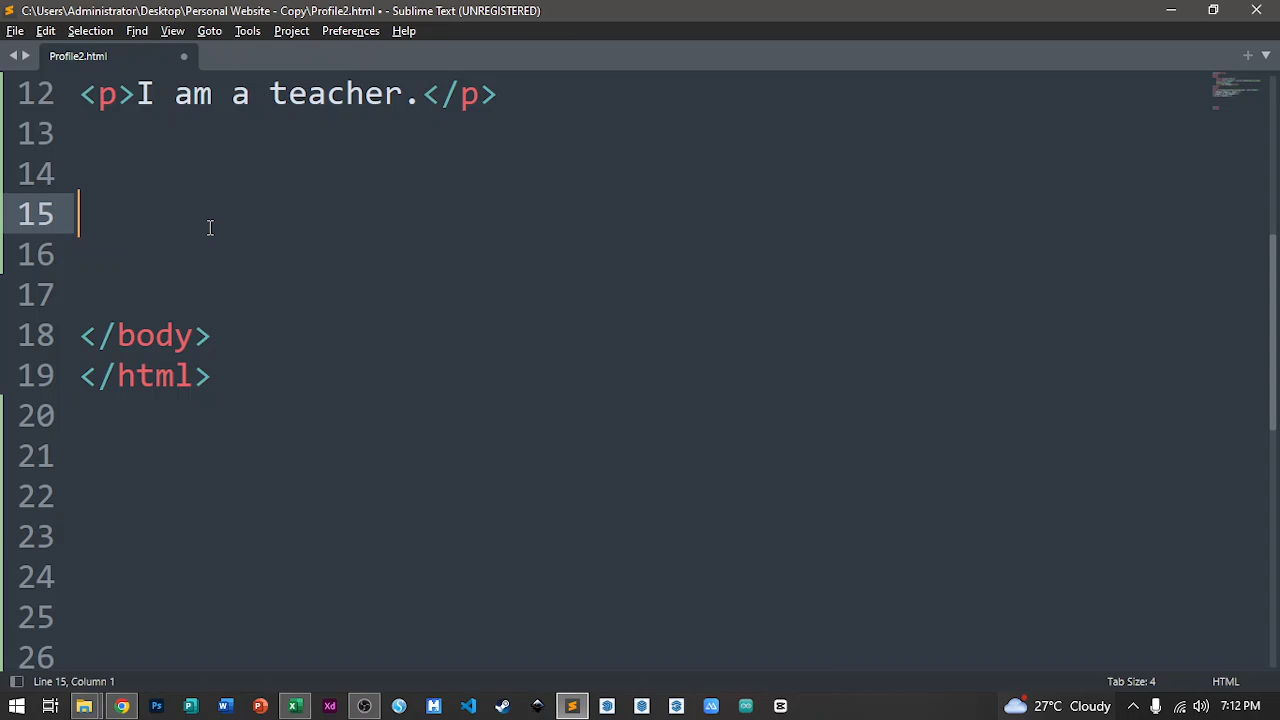 C:\Users\Administrator\Desktop\Personal Website - Copy\Profile2.html • - Sublime Text (UNREGISTERED)
File Edit Selection Find View Goto Tools Project Preferences Help
Profile2.html
12 <p>I am a teacher.</p>
13
14
15
16
17
18 </body>
19 </html>
20
21
22
23
24
25
26
Line 15, Column 1 Tab Size: 4 HTML
27°C Cloudy 7:12 PM